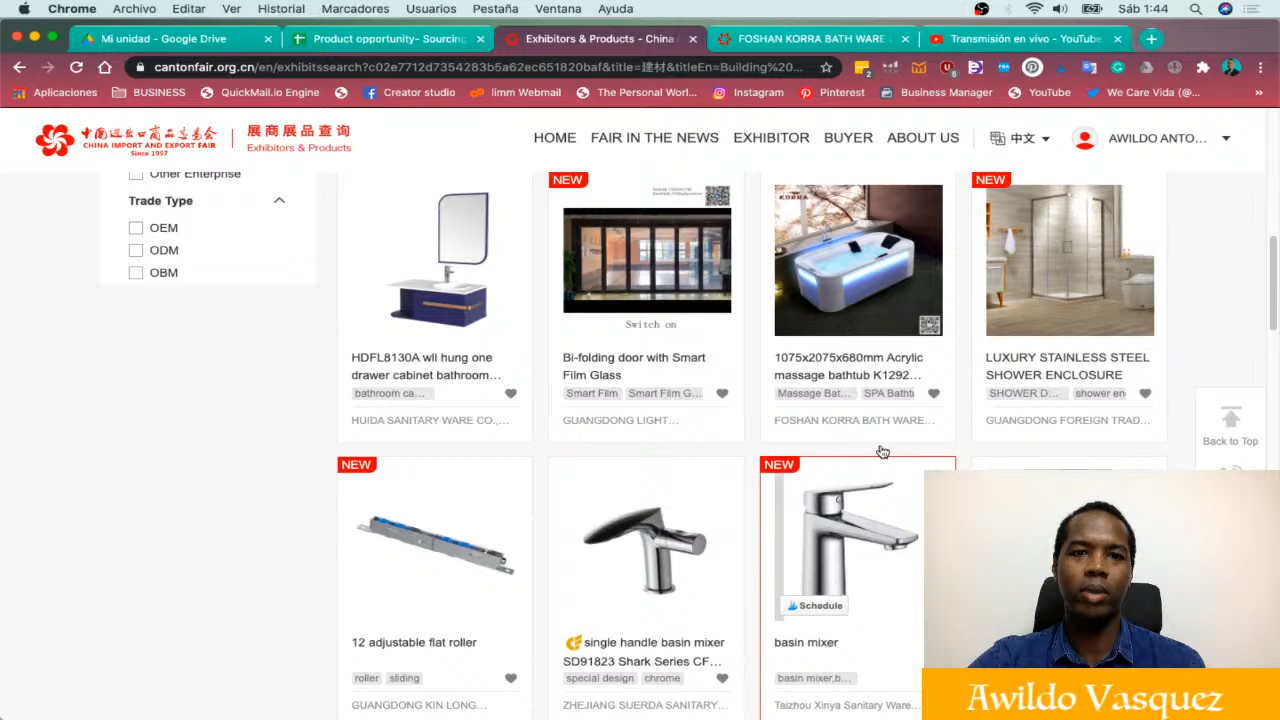 Chrome Archivo Editar Ver Historial Marcadores Usuarios Pestaña Ventana Ayuda Sáb 1:44
Mi unidad - Google Drive Product opportunity- Sourcing Exhibitors & Products - China FOSHAN KORRA BATH WARE Transmisión en vivo - YouTube
cantonfair.org.cn/en/exhibitssearch?c02e7712d7354283b5a62ec651820baf&title=建材&titleEn=Building%20...
Aplicaciones BUSINESS QuickMail.io Engine Creator studio limm Webmail The Personal Worl... Instagram Pinterest Business Manager YouTube We Care Vida (@... »
中国进出口商品交易会
CHINA IMPORT AND EXPORT FAIR
Since 1957
展商展品查询
Exhibitors & Products
HOME FAIR IN THE NEWS EXHIBITOR BUYER ABOUT US 中文 AWILDO ANTO...
Other Enterprise
Trade Type
OEM
ODM
OBM
NEW NEW
KORRA
Switch on
HDFL8130A wll hung one
drawer cabinet bathroom...
bathroom ca...
HUIDA SANITARY WARE CO.,...
Bi-folding door with Smart
Film Glass
Smart Film Smart Film G...
GUANGDONG LIGHT...
1075x2075x680mm Acrylic
massage bathtub K1292...
Massage Bat... SPA Batht
FOSHAN KORRA BATH WARE...
LUXURY STAINLESS STEEL
SHOWER ENCLOSURE
SHOWER D... shower en
GUANGDONG FOREIGN TRAD...
Back to Top
NEW NEW
Schedule
12 adjustable flat roller
roller sliding
GUANGDONG KIN LONG...
single handle basin mixer
SD91823 Shark Series CF...
special design chrome
ZHEJIANG SUERDA SANITARY...
basin mixer
basin mixer,b...
Taizhou Xinya Sanitary Ware...
Awildo Vasquez